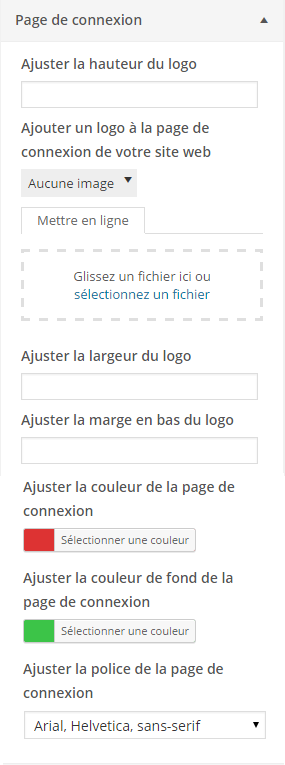 Page de connexion
Ajuster la hauteur du logo
Ajouter un logo à la page de
connexion de votre site web
Aucune image
Mettre en ligne
Glissez un fichier ici ou
sélectionnez un fichier
Ajuster la largeur du logo
Ajuster la marge en bas du logo
Ajuster la couleur de la page de
connexion
Sélectionner une couleur
Ajuster la couleur de fond de la
page de connexion
Sélectionner une couleur
Ajuster la police de la page de
connexion
Arial, Helvetica, sans-serif